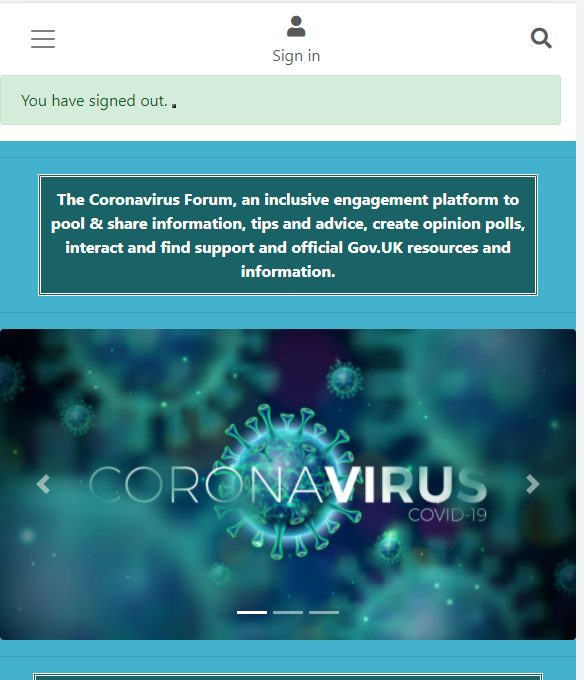 Sign in
You have signed out.
The Coronavirus Forum, an inclusive engagement platform to
pool & share information, tips and advice, create opinion polls,
interact and find support and official Gov.UK resources and
information.
CORONAVIRUS
COVID-19